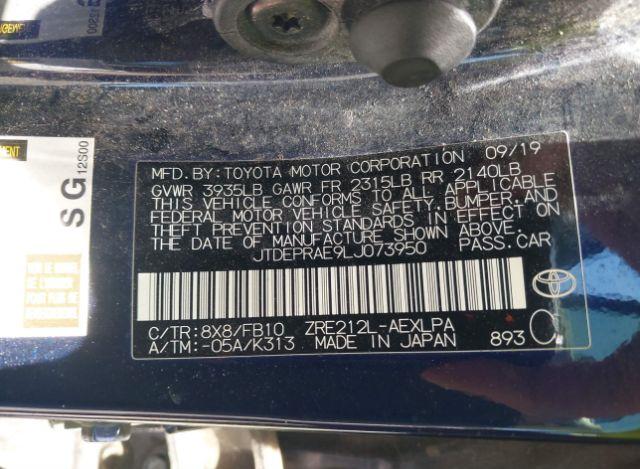 MFD. BY: TOYOTA MOTOR CORPORATION 09/19
GVWR 3935LB GAWR FR 2315LB RR 2140LB
THIS VEHICLE CONFORMS TO ALL APPLICABLE
FEDERAL MOTOR VEHICLE SAFETY, BUMPER, AND
THEFT PREVENTION STANDARDS IN EFFECT ON
THE DATE OF MANUFACTURE SHOWN ABOVE.
JTDEPRAE9LJ073950 PASS.CAR
C/TR: 8X8/FB10 ZRE212L-AEXLPA
A/TM: -05A/K313 MADE IN JAPAN 893 C
SG
12S00